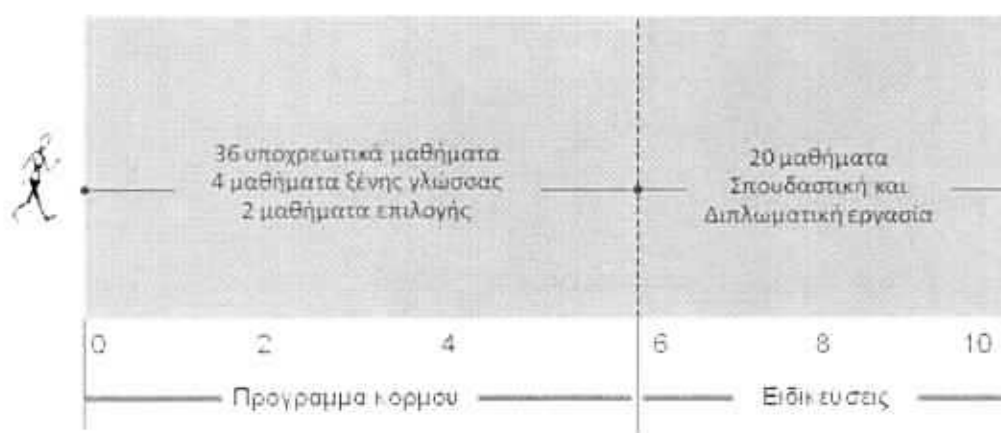 36 υποχρεωτικά μαθήματα
4 μαθήματα ξένης γλώσσας
2 μαθήματα επιλογής
20 μαθήματα
Σπουδαστική και
Διπλωματική εργασία
0 2 4 6 8 10
Πρόγραμμα κορμού
Ειδικεύσεις